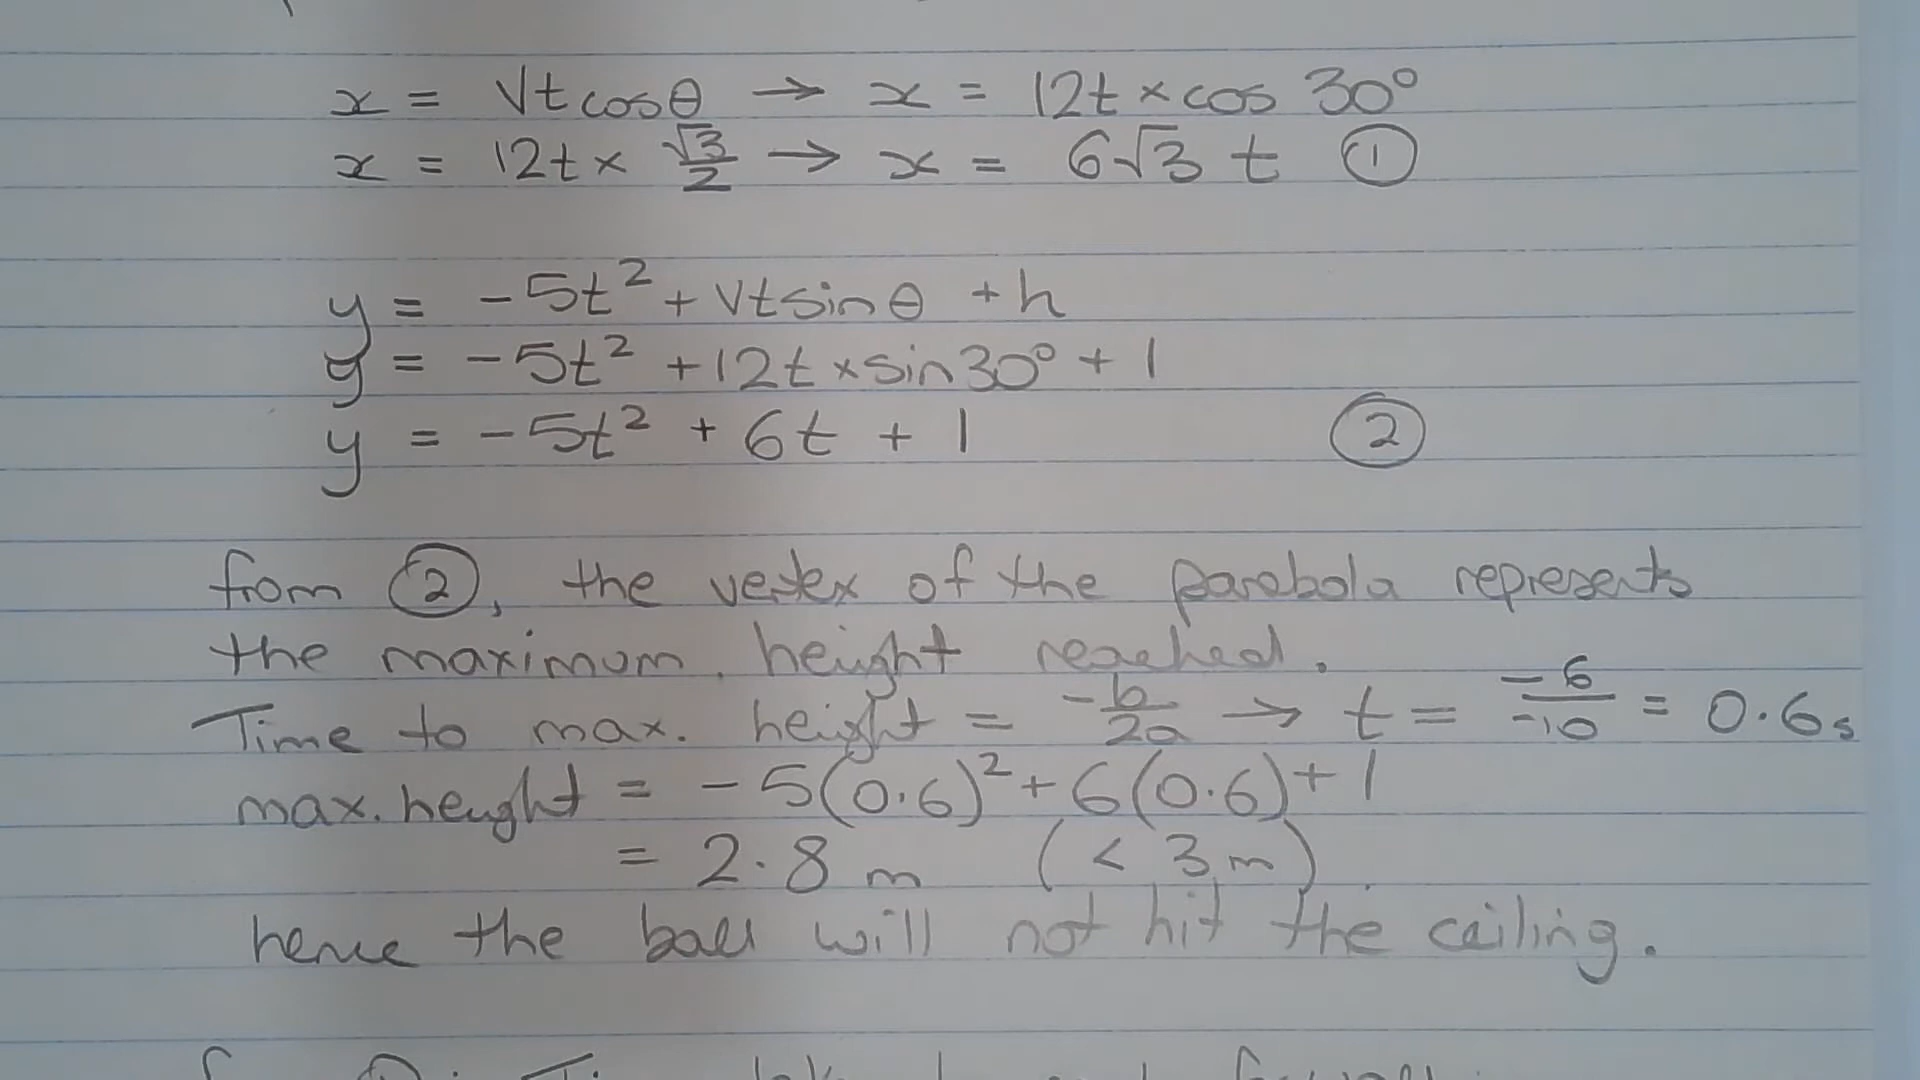 x = Vt cosθ → x = 12t × cos 30°
x = 12t × √3/2 → x = 6√3 t ①
y = -5t² + Vt sinθ + h
y = -5t² + 12t × sin30° + 1
y = -5t² + 6t + 1 ②
from ②, the vertex of the parabola represents
the maximum height reached.
Time to max. height = -b/2a → t = -6/-10 = 0.6s
max. height = -5(0.6)² + 6(0.6) + 1
= 2.8 m (< 3 m)
hence the ball will not hit the ceiling.